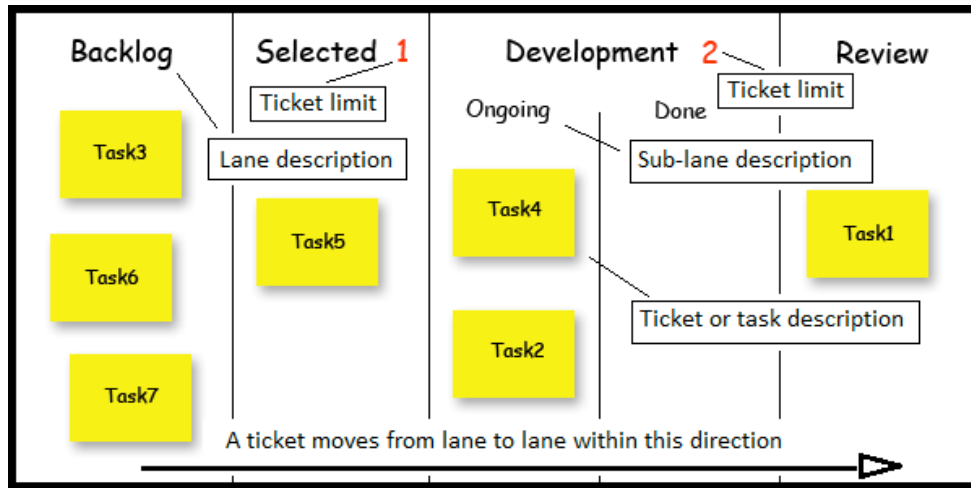 Backlog
Selected 1
Development 2
Review
Ticket limit
Ticket limit
Ongoing
Done
Lane description
Sub-lane description
Task3
Task5
Task4
Task1
Task6
Ticket or task description
Task2
Task7
A ticket moves from lane to lane within this direction